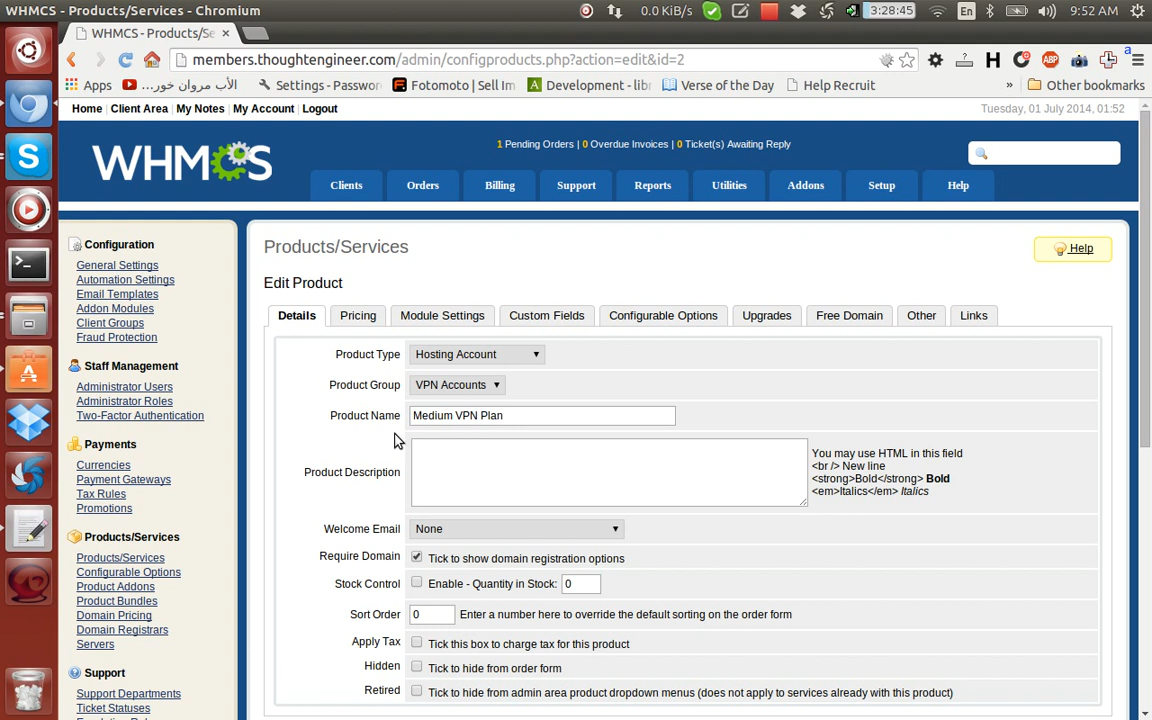 WHMCS - Products/Services - Chromium
0.0 KiB/s
3:28:45
En
9:52 AM
WHMCS - Products/Se
members.thoughtengineer.com/admin/configproducts.php?action=edit&id=2
H
ABP
a
Apps
الأب مروان خور...
Settings - Passwor
Fotomoto | Sell Im
A Development - libr
Verse of the Day
Help Recruit
»
Other bookmarks
Home | Client Area | My Notes | My Account | Logout
Tuesday, 01 July 2014, 01:52
WHMCS
1 Pending Orders | 0 Overdue Invoices | 0 Ticket(s) Awaiting Reply
Clients
Orders
Billing
Support
Reports
Utilities
Addons
Setup
Help
Configuration
General Settings
Automation Settings
Email Templates
Addon Modules
Client Groups
Fraud Protection
Staff Management
Administrator Users
Administrator Roles
Two-Factor Authentication
Payments
Currencies
Payment Gateways
Tax Rules
Promotions
Products/Services
Products/Services
Configurable Options
Product Addons
Product Bundles
Domain Pricing
Domain Registrars
Servers
Support
Support Departments
Ticket Statuses
Products/Services
Help
Edit Product
Details
Pricing
Module Settings
Custom Fields
Configurable Options
Upgrades
Free Domain
Other
Links
Product Type Hosting Account
Product Group VPN Accounts
Product Name Medium VPN Plan
Product Description
You may use HTML in this field
<br /> New line
<strong>Bold</strong> Bold
<em>Italics</em> Italics
Welcome Email None
Require Domain Tick to show domain registration options
Stock Control Enable - Quantity in Stock: 0
Sort Order 0 Enter a number here to override the default sorting on the order form
Apply Tax Tick this box to charge tax for this product
Hidden Tick to hide from order form
Retired Tick to hide from admin area product dropdown menus (does not apply to services already with this product)